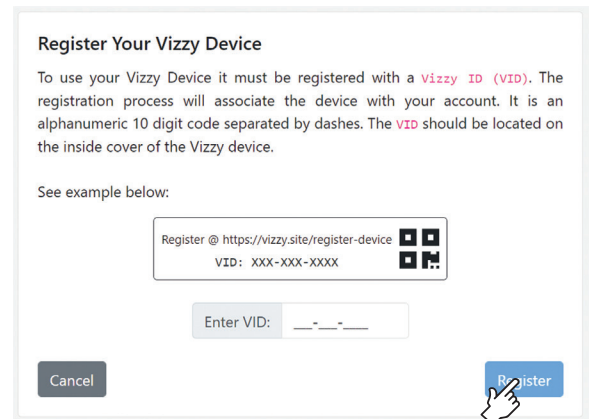 Register Your Vizzy Device
To use your Vizzy Device it must be registered with a Vizzy ID (VID). The
registration process will associate the device with your account. It is an
alphanumeric 10 digit code separated by dashes. The VID should be located on
the inside cover of the Vizzy device.
See example below:
Register @ https://vizzy.site/register-device
VID: XXX-XXX-XXXX
Enter VID: ___-___-____
Cancel
Register